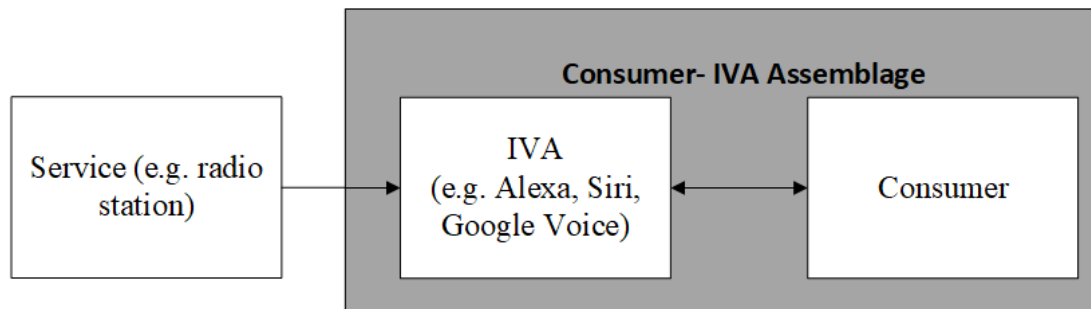 Consumer- IVA Assemblage
Service (e.g. radio
station)
IVA
(e.g. Alexa, Siri,
Google Voice)
Consumer